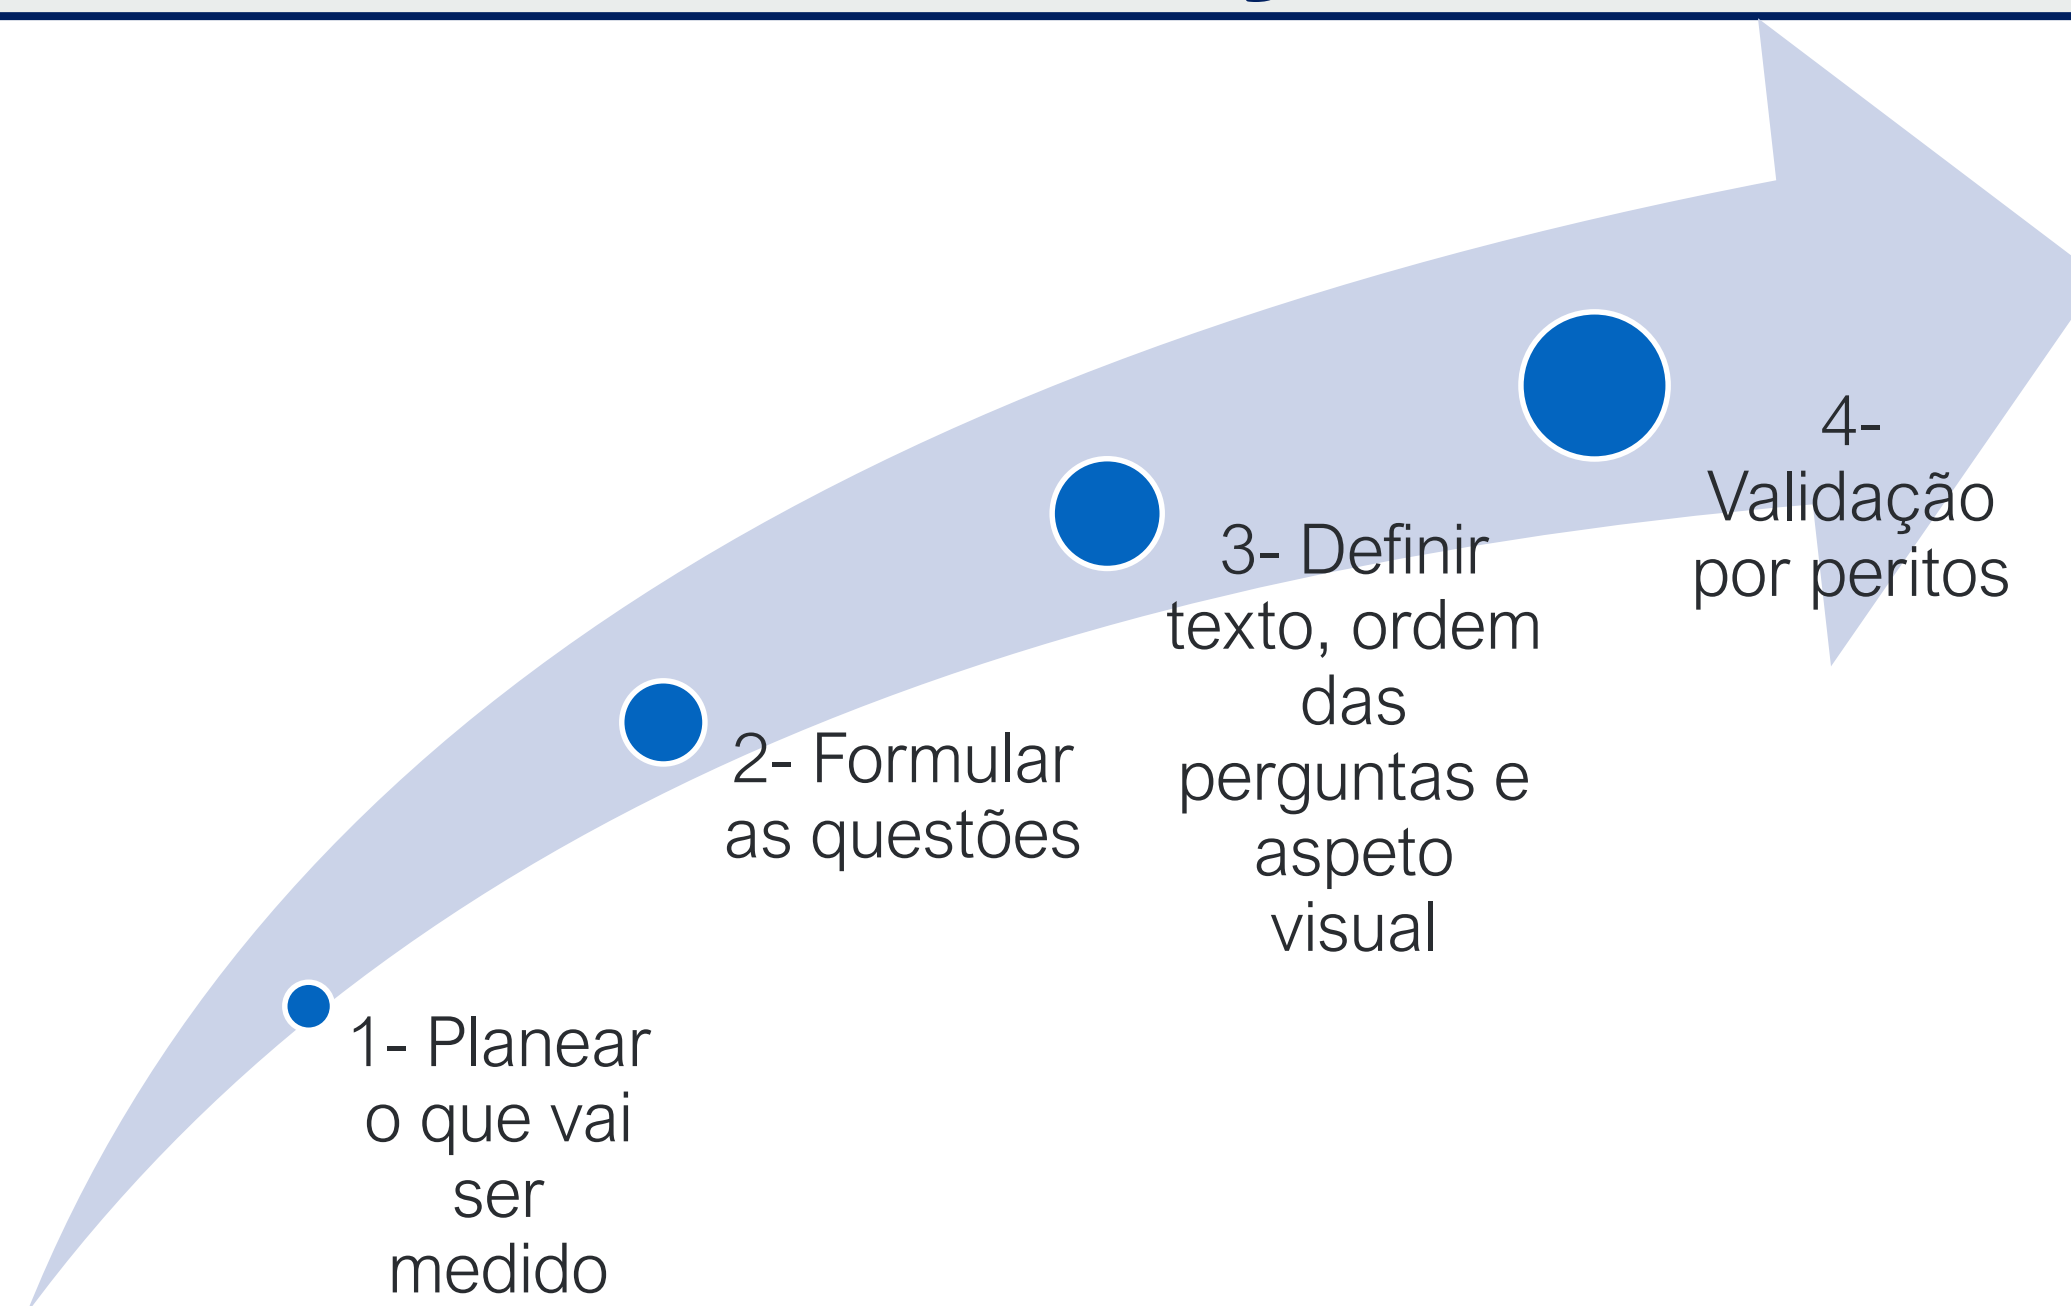 1- Planear
o que vai
ser
medido
2- Formular
as questões
3- Definir
texto, ordem
das
perguntas e
aspeto
visual
4-
Validação
por peritos